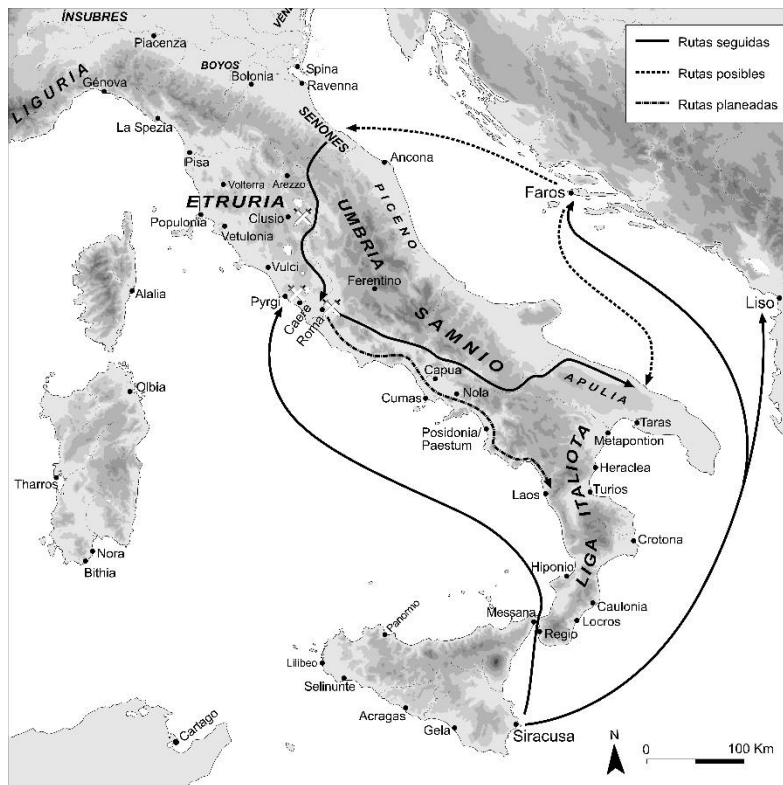 ÍNSUBRES
VÉN
Piacenza
BOYOS
Spina
Bolonia
Ravenna
Génova
LIGURIA
La Spezia
SENONES
Pisa
Ancona
Volterra
Arezzo
PICENO
Faros
ETRURIA
Clusio
UMBRIA
Populonia
Vetulonia
Vulci
Ferentino
Liso
Alalia
Pyrgi
Caere
Roma
SAMNIO
Olbia
Capua
APULIA
Cumas
Nola
Taras
Posidonia/
Paestum
Metapontion
Heraclea
Tharros
Laos
Turios
LIGA ITALIOTA
Crotona
Nora
Bithia
Hiponio
Caulonia
Messana
Locros
Panormo
Regio
Lilibeo
Selinunte
Acragas
Cartago
Gela
Siracusa
Rutas seguidas
Rutas posibles
Rutas planeadas
N
0 100 Km